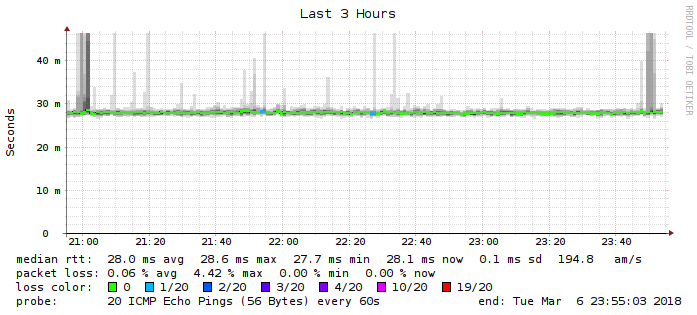 Last 3 Hours
RRDTOOL / TOBI OETIKER
Seconds
40 m
30 m
20 m
10 m
0
21:00 21:20 21:40 22:00 22:20 22:40 23:00 23:20 23:40
median rtt: 28.0 ms avg 28.6 ms max 27.7 ms min 28.1 ms now 0.1 ms sd 194.8 am/s
packet loss: 0.06 % avg 4.42 % max 0.00 % min 0.00 % now
loss color: 0 1/20 2/20 3/20 4/20 10/20 19/20
probe: 20 ICMP Echo Pings (56 Bytes) every 60s end: Tue Mar 6 23:55:03 2018